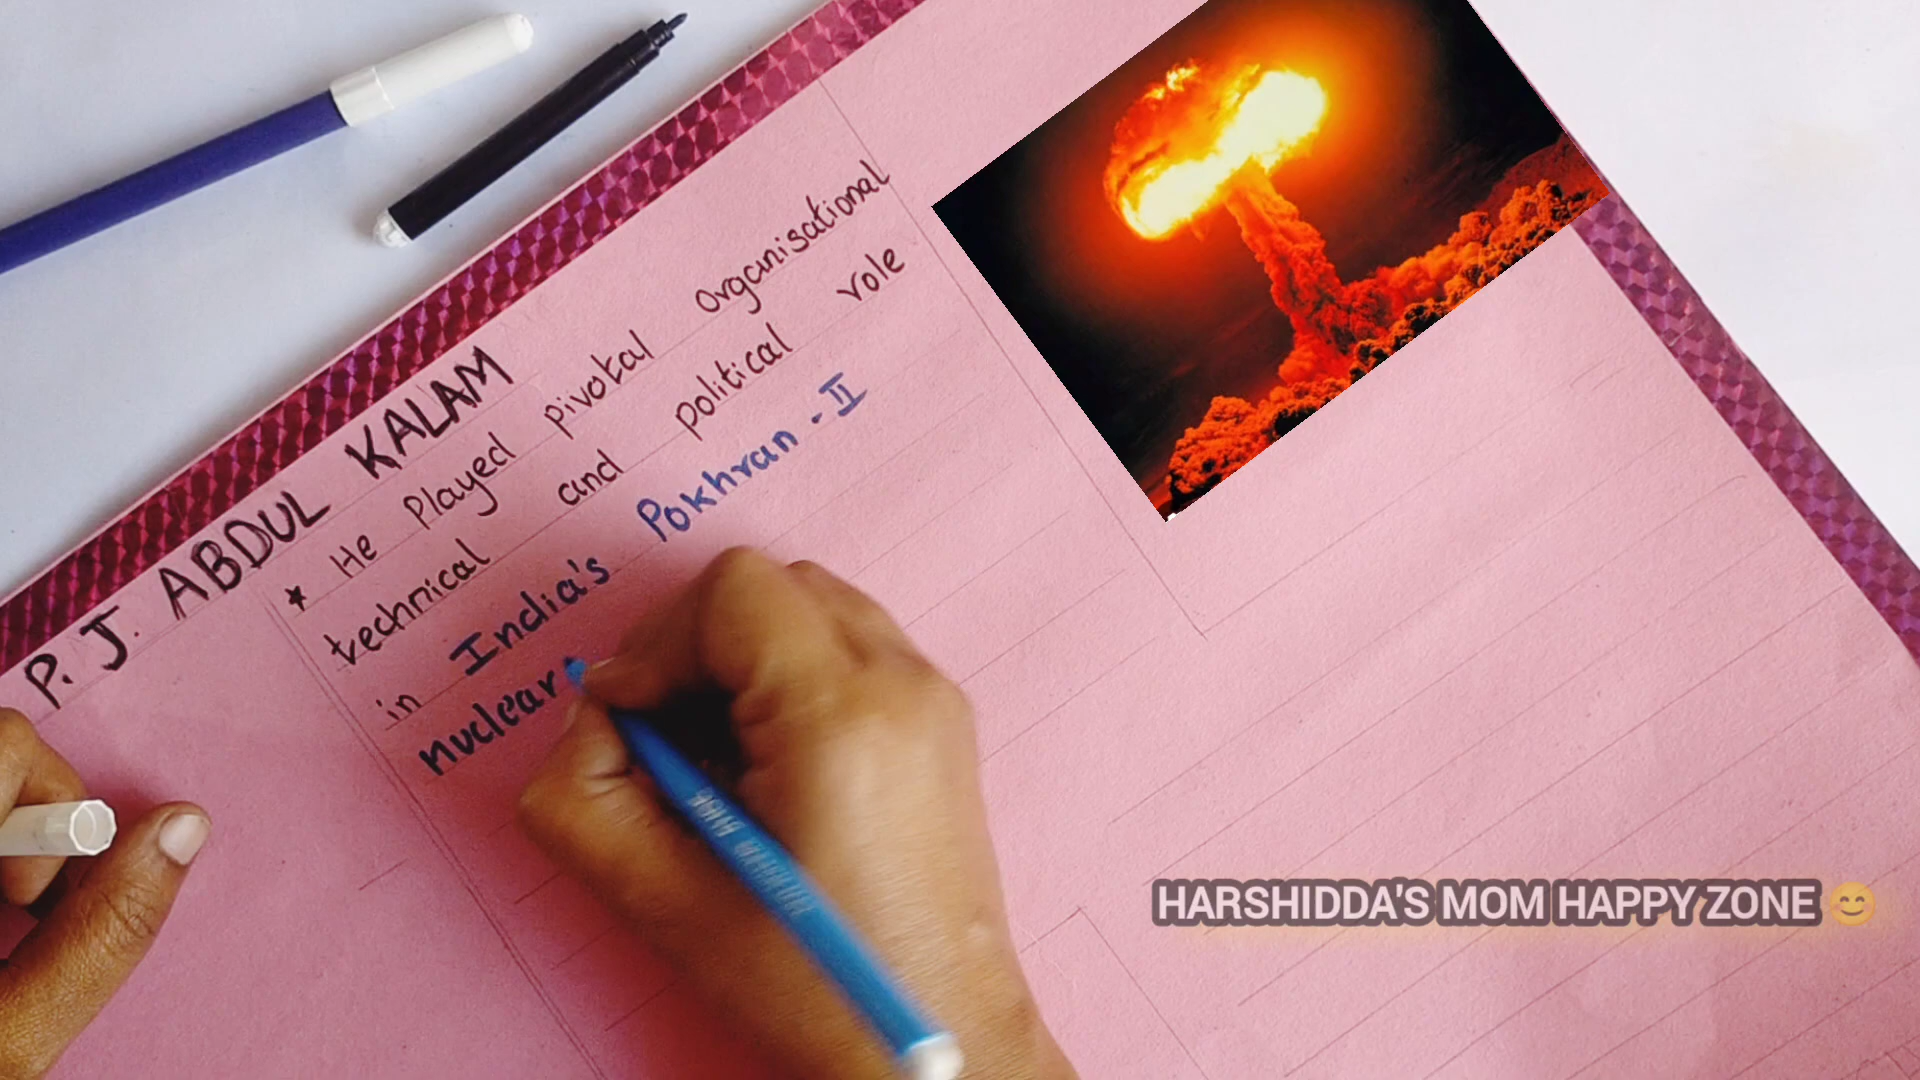 P. J. ABDUL KALAM
* He Played pivotal Organisational
technical and political role
in India's Pokhran - II
nuclear
HARSHIDDA'S MOM HAPPY ZONE 😊